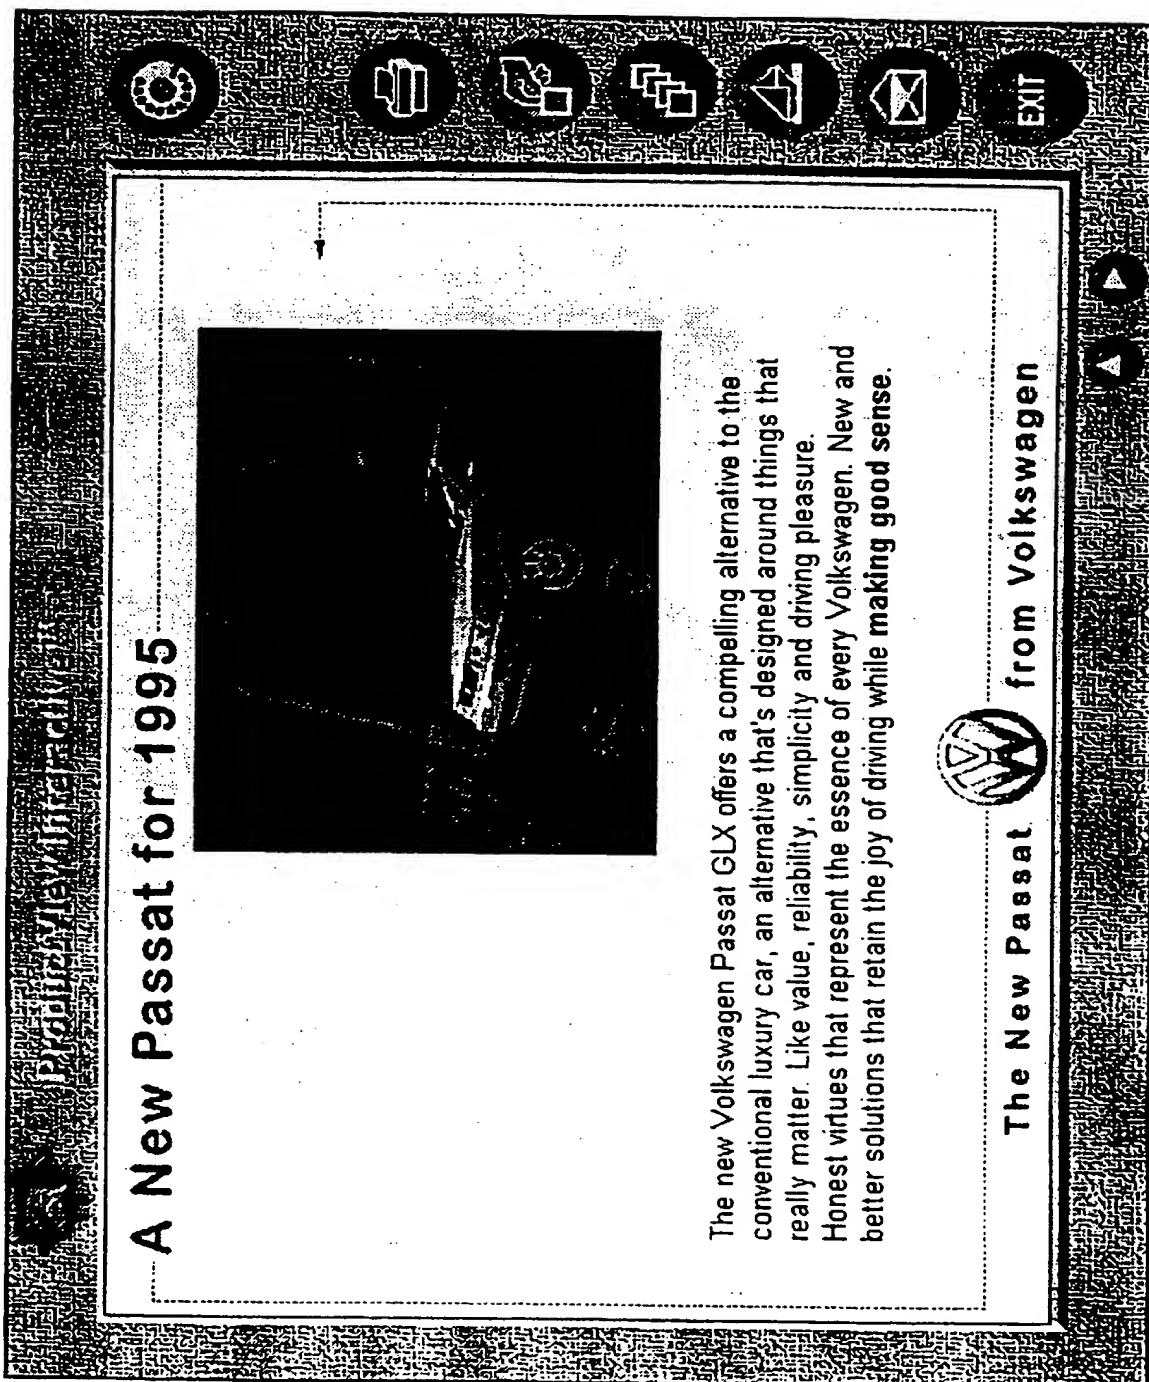 ProductViewInteractive
A New Passat for 1995
The new Volkswagen Passat GLX offers a compelling alternative to the
conventional luxury car, an alternative that's designed around things that
really matter. Like value, reliability, simplicity and driving pleasure.
Honest virtues that represent the essence of every Volkswagen. New and
better solutions that retain the joy of driving while making good sense.
The New Passat from Volkswagen
EXIT